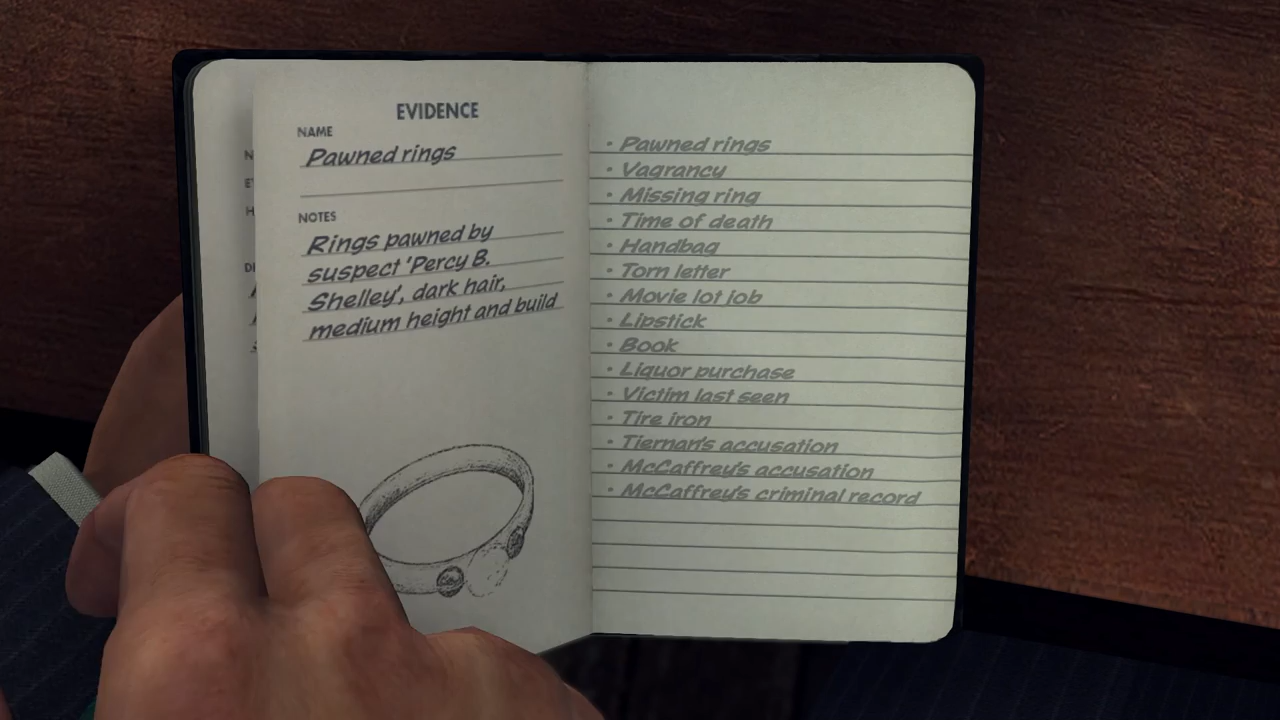 EVIDENCE
NAME
Pawned rings
NOTES
Rings pawned by
suspect 'Percy B.
Shelley', dark hair,
medium height and build
• Pawned rings
• Vagrancy
• Missing ring
• Time of death
• Handbag
• Torn letter
• Movie lot job
• Lipstick
• Book
• Liquor purchase
• Victim last seen
• Tire iron
• Tiernan's accusation
• McCaffrey's accusation
• McCaffrey's criminal record